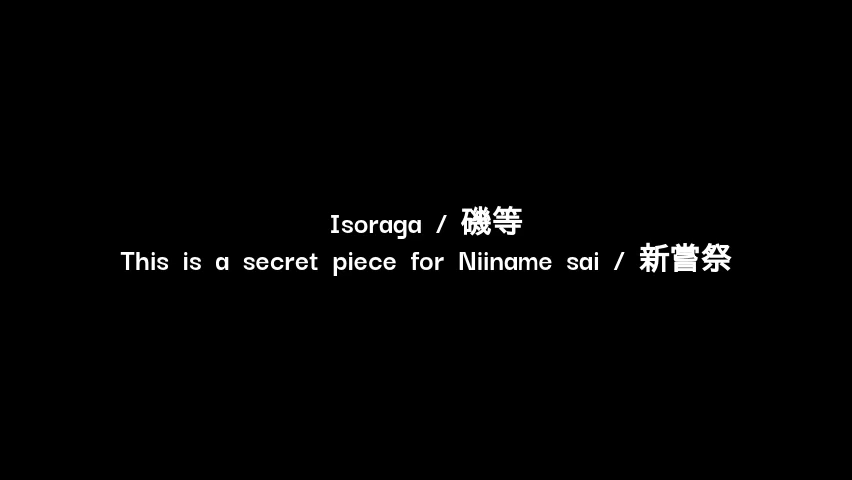 Isoraga / 磯等
This is a secret piece for Niiname sai / 新嘗祭